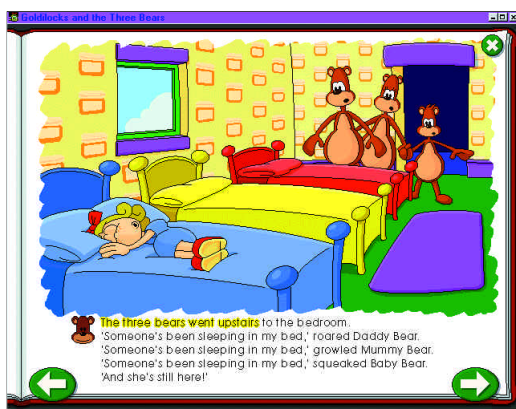 Goldilocks and the Three Bears
The three bears went upstairs to the bedroom.
'Someone's been sleeping in my bed,' roared Daddy Bear.
'Someone's been sleeping in my bed,' growled Mummy Bear.
'Someone's been sleeping in my bed,' squeaked Baby Bear.
'And she's still here!'